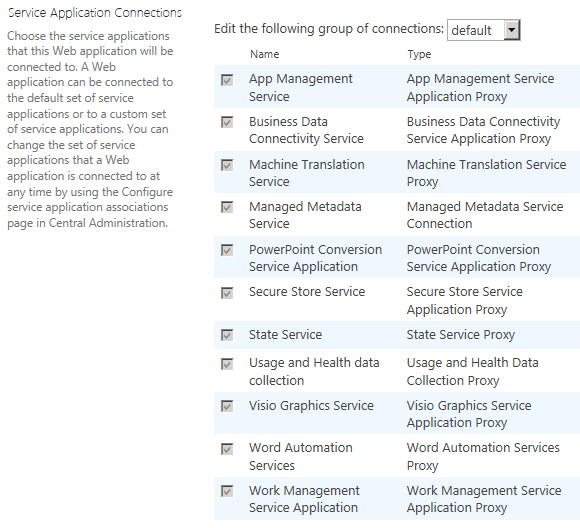 Service Application Connections
Choose the service applications
that this Web application will be
connected to. A Web
application can be connected to
the default set of service
applications or to a custom set
of service applications. You can
change the set of service
applications that a Web
application is connected to at
any time by using the Configure
service application associations
page in Central Administration.
Edit the following group of connections: default
Name Type
App Management App Management Service
Service Application Proxy
Business Data Business Data Connectivity
Connectivity Service Service Application Proxy
Machine Translation Machine Translation Service
Service Proxy
Managed Metadata Managed Metadata Service
Service Connection
PowerPoint Conversion PowerPoint Conversion
Service Application Service Application Proxy
Secure Store Service Secure Store Service
Application Proxy
State Service State Service Proxy
Usage and Health data Usage and Health Data
collection Collection Proxy
Visio Graphics Service Visio Graphics Service
Application Proxy
Word Automation Word Automation Services
Services Proxy
Work Management Work Management Service
Service Application Application Proxy